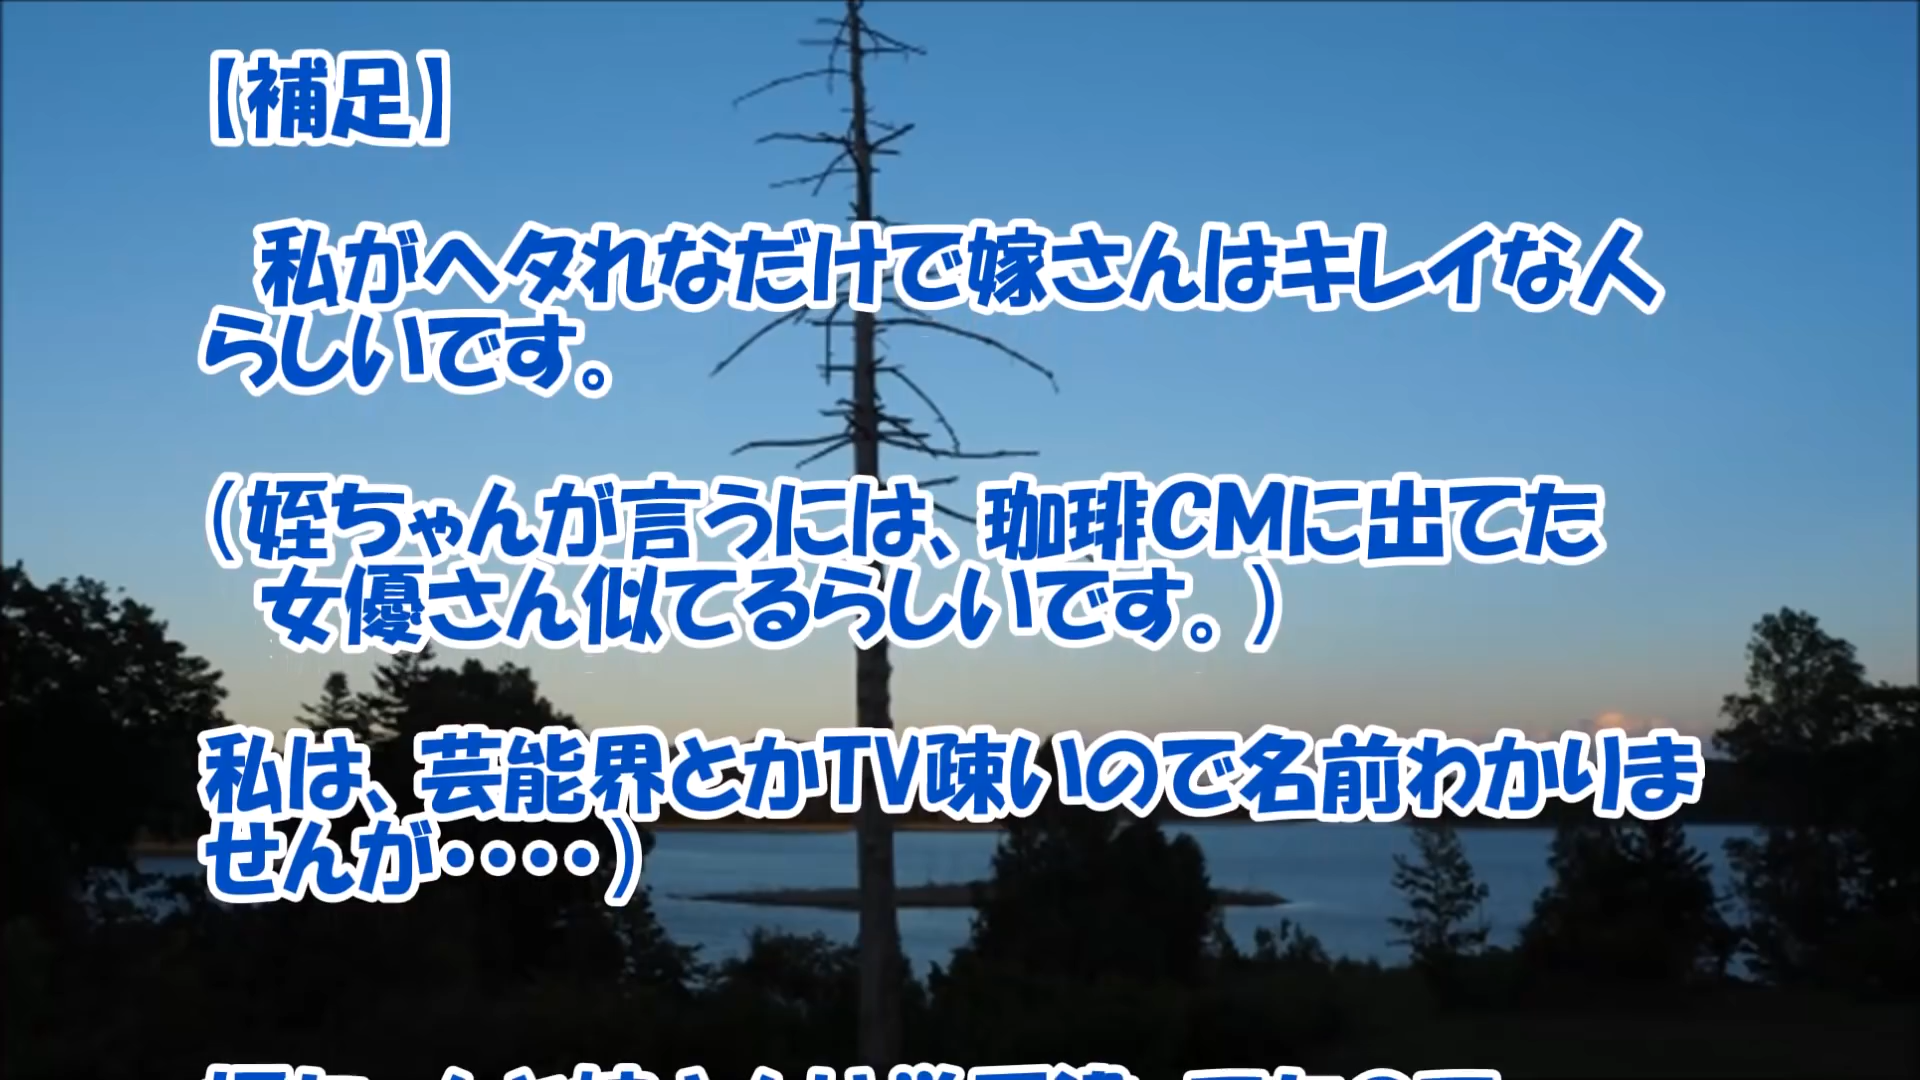 【補足】
私がヘタれなだけで嫁さんはキレイな人
らしいです。
(姪ちゃんが言うには、珈琲CMに出てた
女優さん似てるらしいです。)
私は、芸能界とかTV疎いので名前わかりま
せんが・・・・)